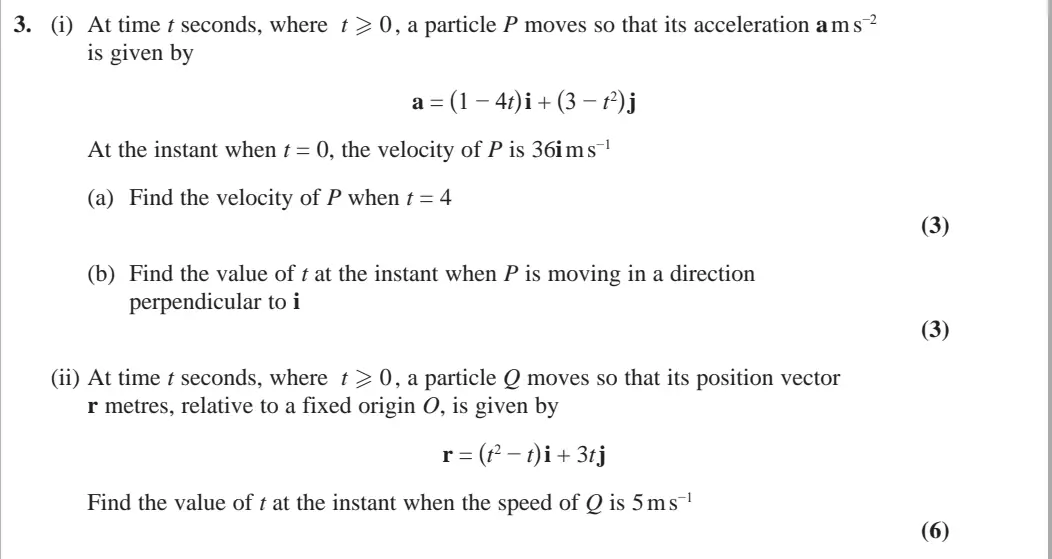 3. (i) At time t seconds, where t ⩾ 0, a particle P moves so that its acceleration a m s⁻²
is given by
a = (1 − 4t)i + (3 − t²)j
At the instant when t = 0, the velocity of P is 36i m s⁻¹
(a) Find the velocity of P when t = 4
(3)
(b) Find the value of t at the instant when P is moving in a direction
perpendicular to i
(3)
(ii) At time t seconds, where t ⩾ 0, a particle Q moves so that its position vector
r metres, relative to a fixed origin O, is given by
r = (t² − t)i + 3tj
Find the value of t at the instant when the speed of Q is 5 m s⁻¹
(6)